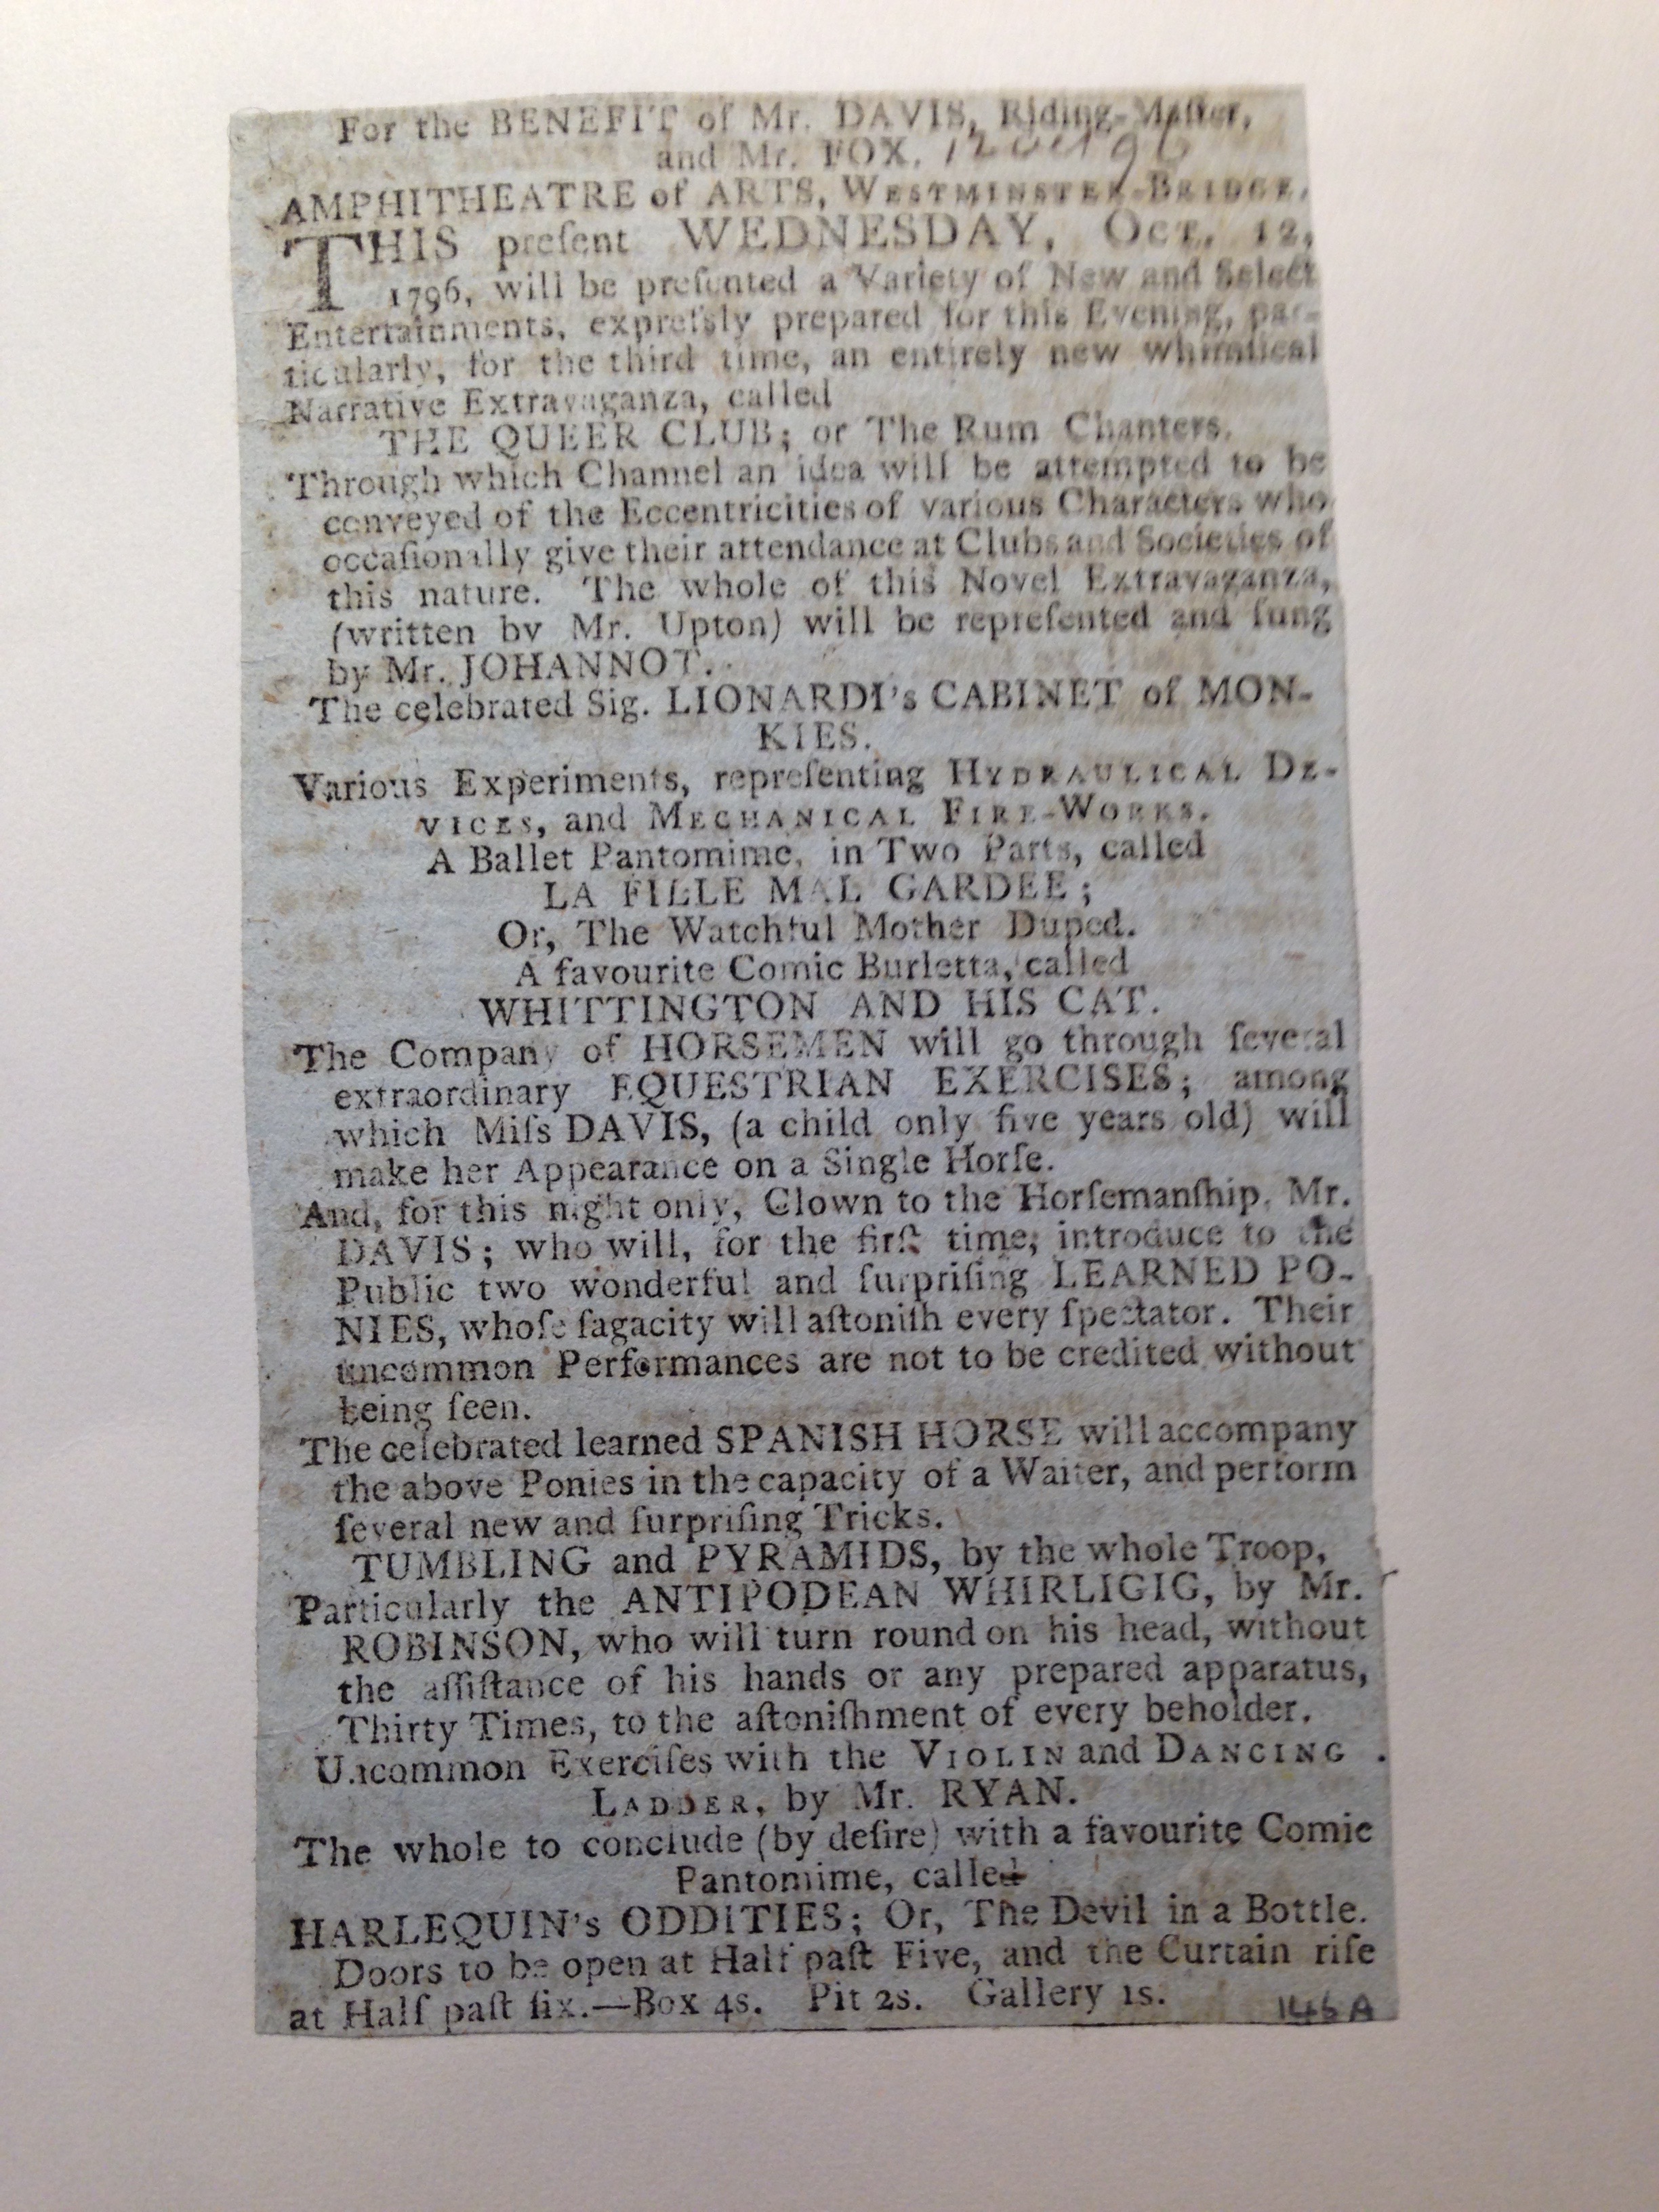 For the BENEFIT of Mr. DAVIS, Riding-Maſter,
and Mr. FOX. 12 Oct 96
AMPHITHEATRE of ARTS, WESTMINSTER-BRIDGE.
THIS preſent WEDNESDAY, OCT. 12,
1796, will be preſented a Variety of New and Select
Entertainments, expreſsly prepared for this Evening, par-
ticularly, for the third time, an entirely new whimſical
Narrative Extravaganza, called
THE QUEER CLUB; or The Rum Chanters.
Through which Channel an idea will be attempted to be
conveyed of the Eccentricities of various Characters who
occaſionally give their attendance at Clubs and Societies of
this nature. The whole of this Novel Extravaganza,
(written by Mr. Upton) will be repreſented and ſung
by Mr. JOHANNOT.
The celebrated Sig. LIONARDI's CABINET of MON-
KIES.
Various Experiments, repreſenting HYDRAULICAL DE-
VICES, and MECHANICAL FIRE-WORKS.
A Ballet Pantomime, in Two Parts, called
LA FILLE MAL GARDEE;
Or, The Watchful Mother Duped.
A favourite Comic Burletta, called
WHITTINGTON AND HIS CAT.
The Company of HORSEMEN will go through ſeveral
extraordinary EQUESTRIAN EXERCISES; among
which Miſs DAVIS, (a child only five years old) will
make her Appearance on a Single Horſe.
And, for this night only, Clown to the Horſemanſhip, Mr.
DAVIS; who will, for the firſt time, introduce to the
Public two wonderful and ſurpriſing LEARNED PO-
NIES, whoſe ſagacity will aſtoniſh every ſpectator. Their
uncommon Performances are not to be credited without
being ſeen.
The celebrated learned SPANISH HORSE will accompany
the above Ponies in the capacity of a Waiter, and perform
ſeveral new and ſurpriſing Tricks.
TUMBLING and PYRAMIDS, by the whole Troop,
Particularly the ANTIPODEAN WHIRLIGIG, by Mr.
ROBINSON, who will turn round on his head, without
the aſſiſtance of his hands or any prepared apparatus,
Thirty Times, to the aſtoniſhment of every beholder.
Uncommon Exerciſes with the VIOLIN and DANCING
LADDER, by Mr. RYAN.
The whole to conclude (by deſire) with a favourite Comic
Pantomime, called
HARLEQUIN's ODDITIES; Or, The Devil in a Bottle.
Doors to be open at Half paſt Five, and the Curtain riſe
at Half paſt ſix.—Box 4s. Pit 2s. Gallery 1s. 146A